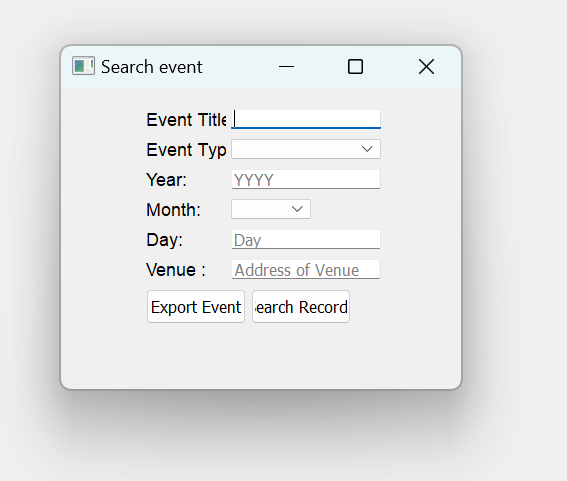 Search event
Event Title
Event Typ
Year: YYYY
Month:
Day: Day
Venue : Address of Venue
Export Event earch Record